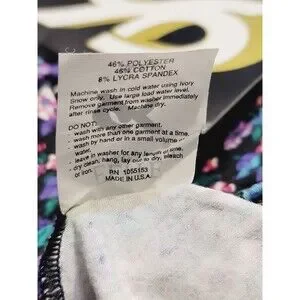 46% POLYESTER
46% COTTON
8% LYCRA SPANDEX
Machine wash in cold water using Ivory
Snow only. Use large load water level.
Remove garment from washer immediately
after rinse cycle. Machine dry.
DO NOT:
- wash with any other garment.
- wash more than one garment at a time.
- wash by hand or in a small volume
water.
- leave in washer for any length of time.
- dry clean, hang, lay out to dry, bleach
or iron.
RN 1055153
MADE IN U.S.A.